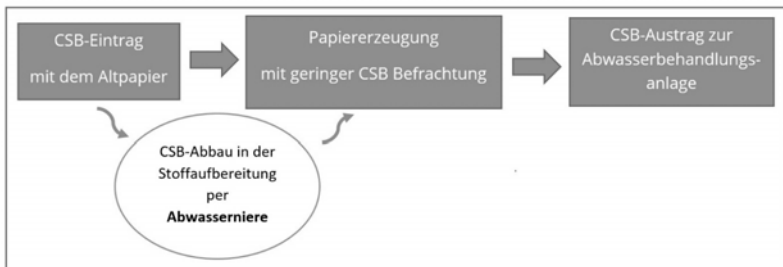 CSB-Eintrag
mit dem Altpapier
Papiererzeugung
mit geringer CSB Befrachtung
CSB-Austrag zur
Abwasserbehandlungs-
anlage
CSB-Abbau in der
Stoffaufbereitung
per
Abwasserniere